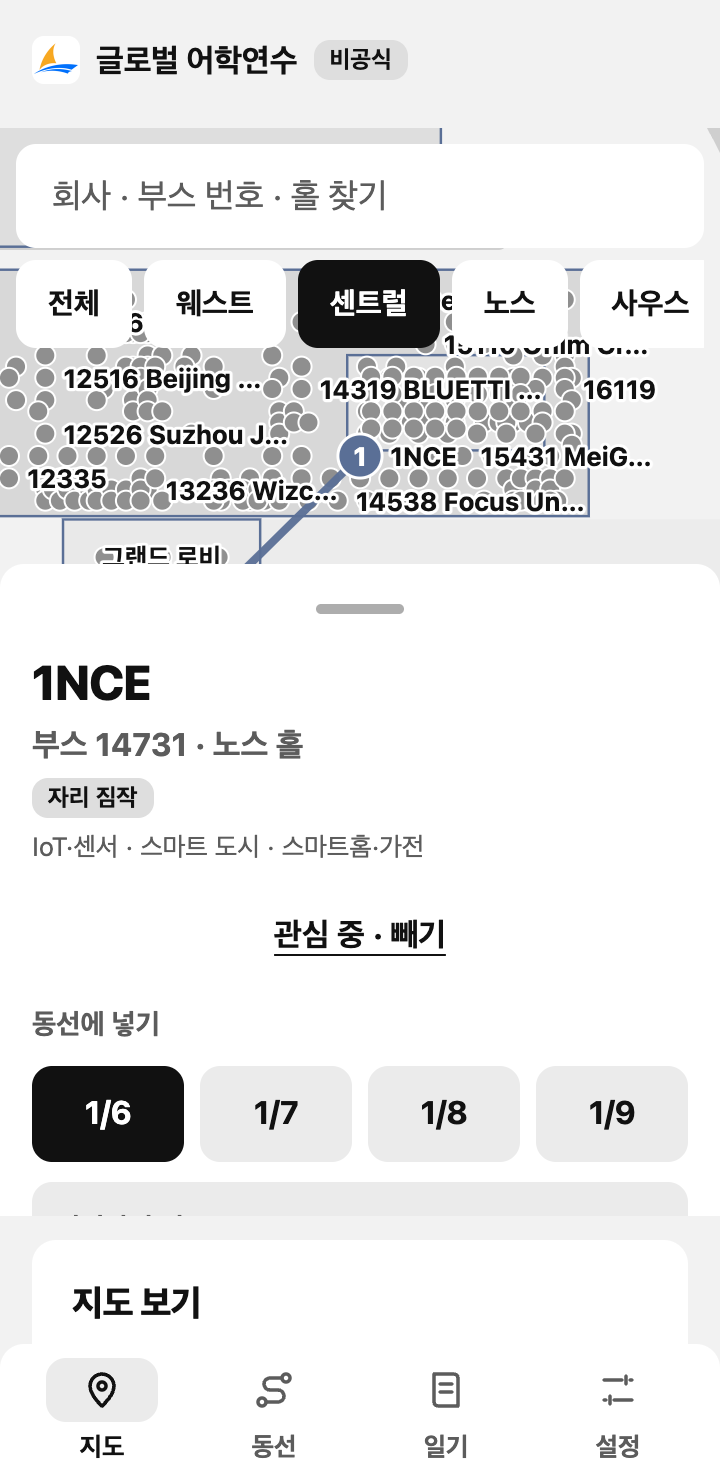 글로벌 어학연수 비공식
회사 · 부스 번호 · 홀 찾기
전체 웨스트 센트럴 노스 사우스
12516 Beijing ...
14319 BLUETTI ...
16119
12526 Suzhou J...
1 1NCE
15431 MeiG...
12335
13236 Wizc...
14538 Focus Un...
그랜드 로비
1NCE
부스 14731 · 노스 홀
자리 짐작
IoT·센서 · 스마트 도시 · 스마트홈·가전
관심 중 · 빼기
동선에 넣기
1/6 1/7 1/8 1/9
지도 보기
지도 동선 일기 설정